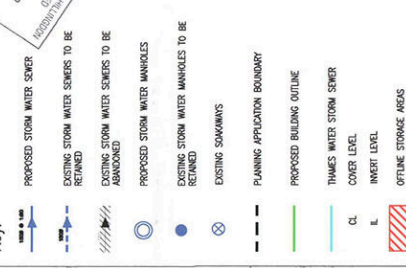 HILLINGDON
PROPOSED STORM WATER SEWER
EXISTING STORM WATER SEWERS TO BE
RETAINED
EXISTING STORM WATER SEWERS TO BE
ABANDONED
PROPOSED STORM WATER MANHOLES
EXISTING STORM WATER MANHOLES TO BE
RETAINED
EXISTING SOAKAWAYS
PLANNING APPLICATION BOUNDARY
PROPOSED BUILDING OUTLINE
THAMES WATER STORM SEWER
CL COVER LEVEL
IL INVERT LEVEL
OFFLINE STORAGE AREAS